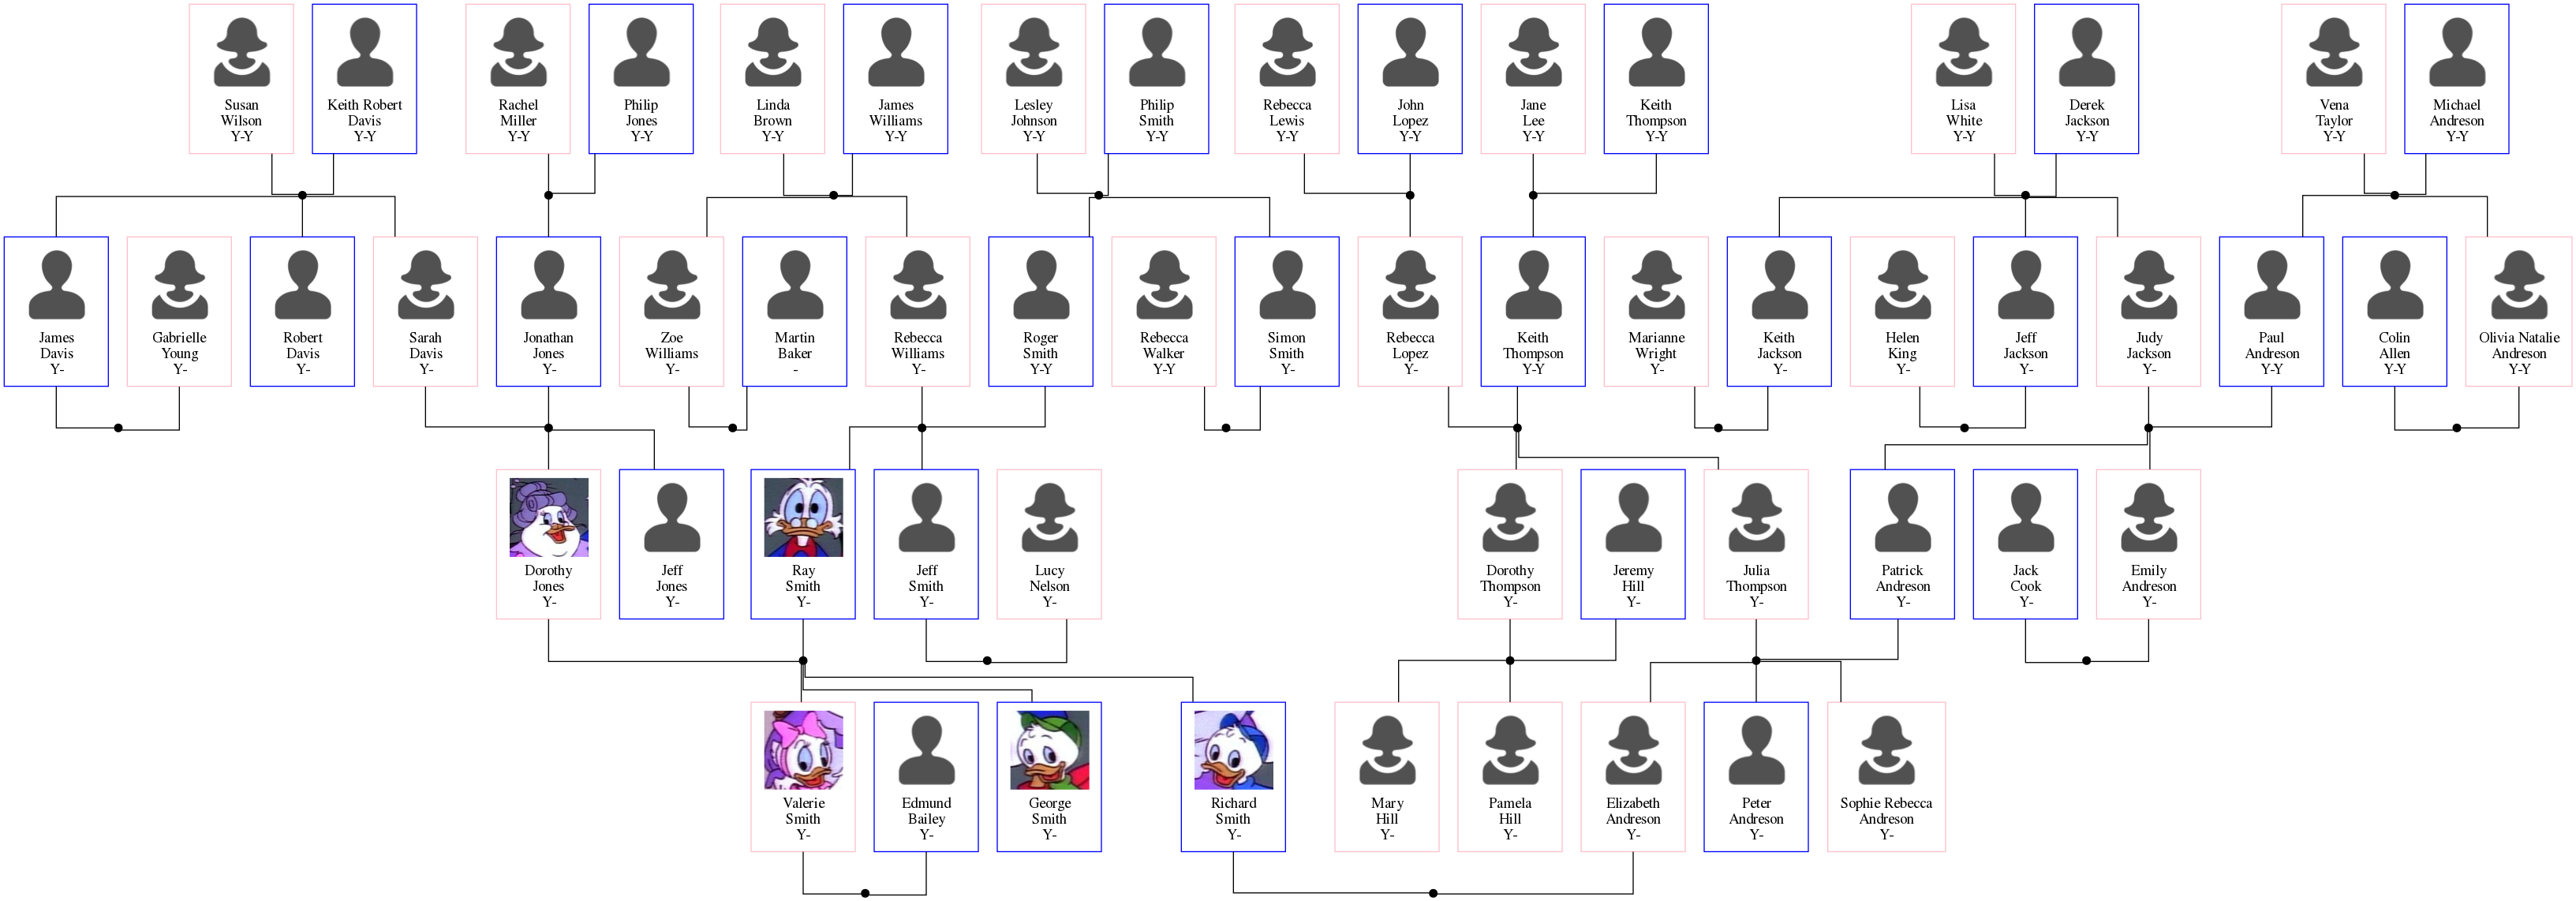 Susan
Wilson
Y-Y
Keith Robert
Davis
Y-Y
Rachel
Miller
Y-Y
Philip
Jones
Y-Y
Linda
Brown
Y-Y
James
Williams
Y-Y
Lesley
Johnson
Y-Y
Philip
Smith
Y-Y
Rebecca
Lewis
Y-Y
John
Lopez
Y-Y
Jane
Lee
Y-Y
Keith
Thompson
Y-Y
Lisa
White
Y-Y
Derek
Jackson
Y-Y
Vena
Taylor
Y-Y
Michael
Andreson
Y-Y
James
Davis
Y-
Gabrielle
Young
Y-
Robert
Davis
Y-
Sarah
Davis
Y-
Jonathan
Jones
Y-
Zoe
Williams
Y-
Martin
Baker
-
Rebecca
Williams
Y-
Roger
Smith
Y-Y
Rebecca
Walker
Y-Y
Simon
Smith
Y-
Rebecca
Lopez
Y-
Keith
Thompson
Y-Y
Marianne
Wright
Y-
Keith
Jackson
Y-
Helen
King
Y-
Jeff
Jackson
Y-
Judy
Jackson
Y-
Paul
Andreson
Y-Y
Colin
Allen
Y-Y
Olivia Natalie
Andreson
Y-Y
Dorothy
Jones
Y-
Jeff
Jones
Y-
Ray
Smith
Y-
Jeff
Smith
Y-
Lucy
Nelson
Y-
Dorothy
Thompson
Y-
Jeremy
Hill
Y-
Julia
Thompson
Y-
Patrick
Andreson
Y-
Jack
Cook
Y-
Emily
Andreson
Y-
Valerie
Smith
Y-
Edmund
Bailey
Y-
George
Smith
Y-
Richard
Smith
Y-
Mary
Hill
Y-
Pamela
Hill
Y-
Elizabeth
Andreson
Y-
Peter
Andreson
Y-
Sophie Rebecca
Andreson
Y-